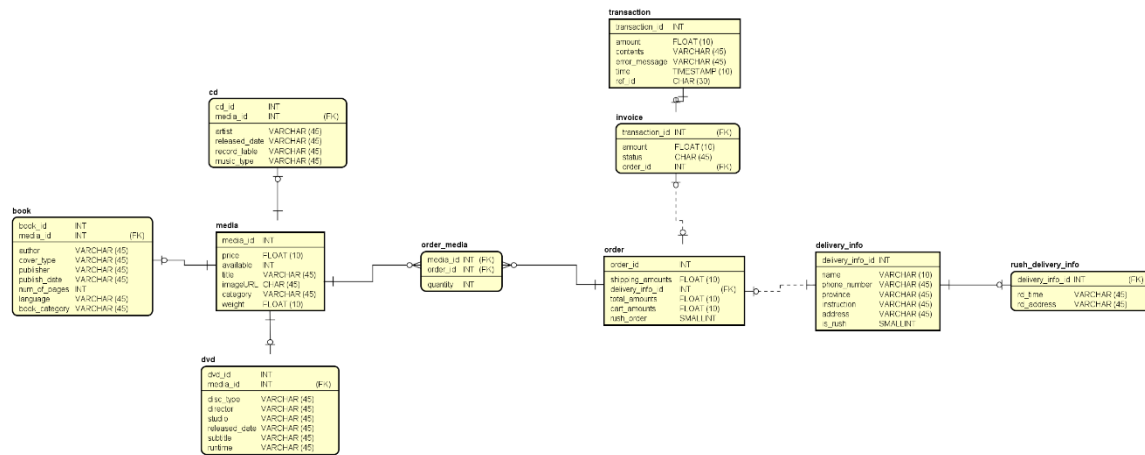 transaction
transaction_id INT
amount FLOAT (10)
contents VARCHAR (45)
error_message VARCHAR (45)
time TIMESTAMP (10)
ref_id CHAR (30)
cd
cd_id INT
media_id INT (FK)
artist VARCHAR (45)
released_date VARCHAR (45)
record_lable VARCHAR (45)
music_type VARCHAR (45)
invoice
transaction_id INT (FK)
amount FLOAT (10)
status CHAR (45)
order_id INT (FK)
book
book_id INT
media_id INT (FK)
author VARCHAR (45)
cover_type VARCHAR (45)
publisher VARCHAR (45)
publish_date VARCHAR (45)
num_of_pages INT
language VARCHAR (45)
book_category VARCHAR (45)
media
media_id INT
price FLOAT (10)
available INT
title VARCHAR (45)
imageURL CHAR (45)
category VARCHAR (45)
weight FLOAT (10)
order_media
media_id INT (FK)
order_id INT (FK)
quantity INT
order
order_id INT
shipping_amounts FLOAT (10)
delivery_info_id INT (FK)
total_amounts FLOAT (10)
cart_amounts FLOAT (10)
rush_order SMALLINT
delivery_info
delivery_info_id INT
name VARCHAR (10)
phone_number VARCHAR (45)
province VARCHAR (45)
instruction VARCHAR (45)
address VARCHAR (45)
is_rush SMALLINT
rush_delivery_info
delivery_info_id INT (FK)
rd_time VARCHAR (45)
rd_address VARCHAR (45)
dvd
dvd_id INT
media_id INT (FK)
disc_type VARCHAR (45)
director VARCHAR (45)
studio VARCHAR (45)
released_date VARCHAR (45)
subtitle VARCHAR (45)
runtime VARCHAR (45)